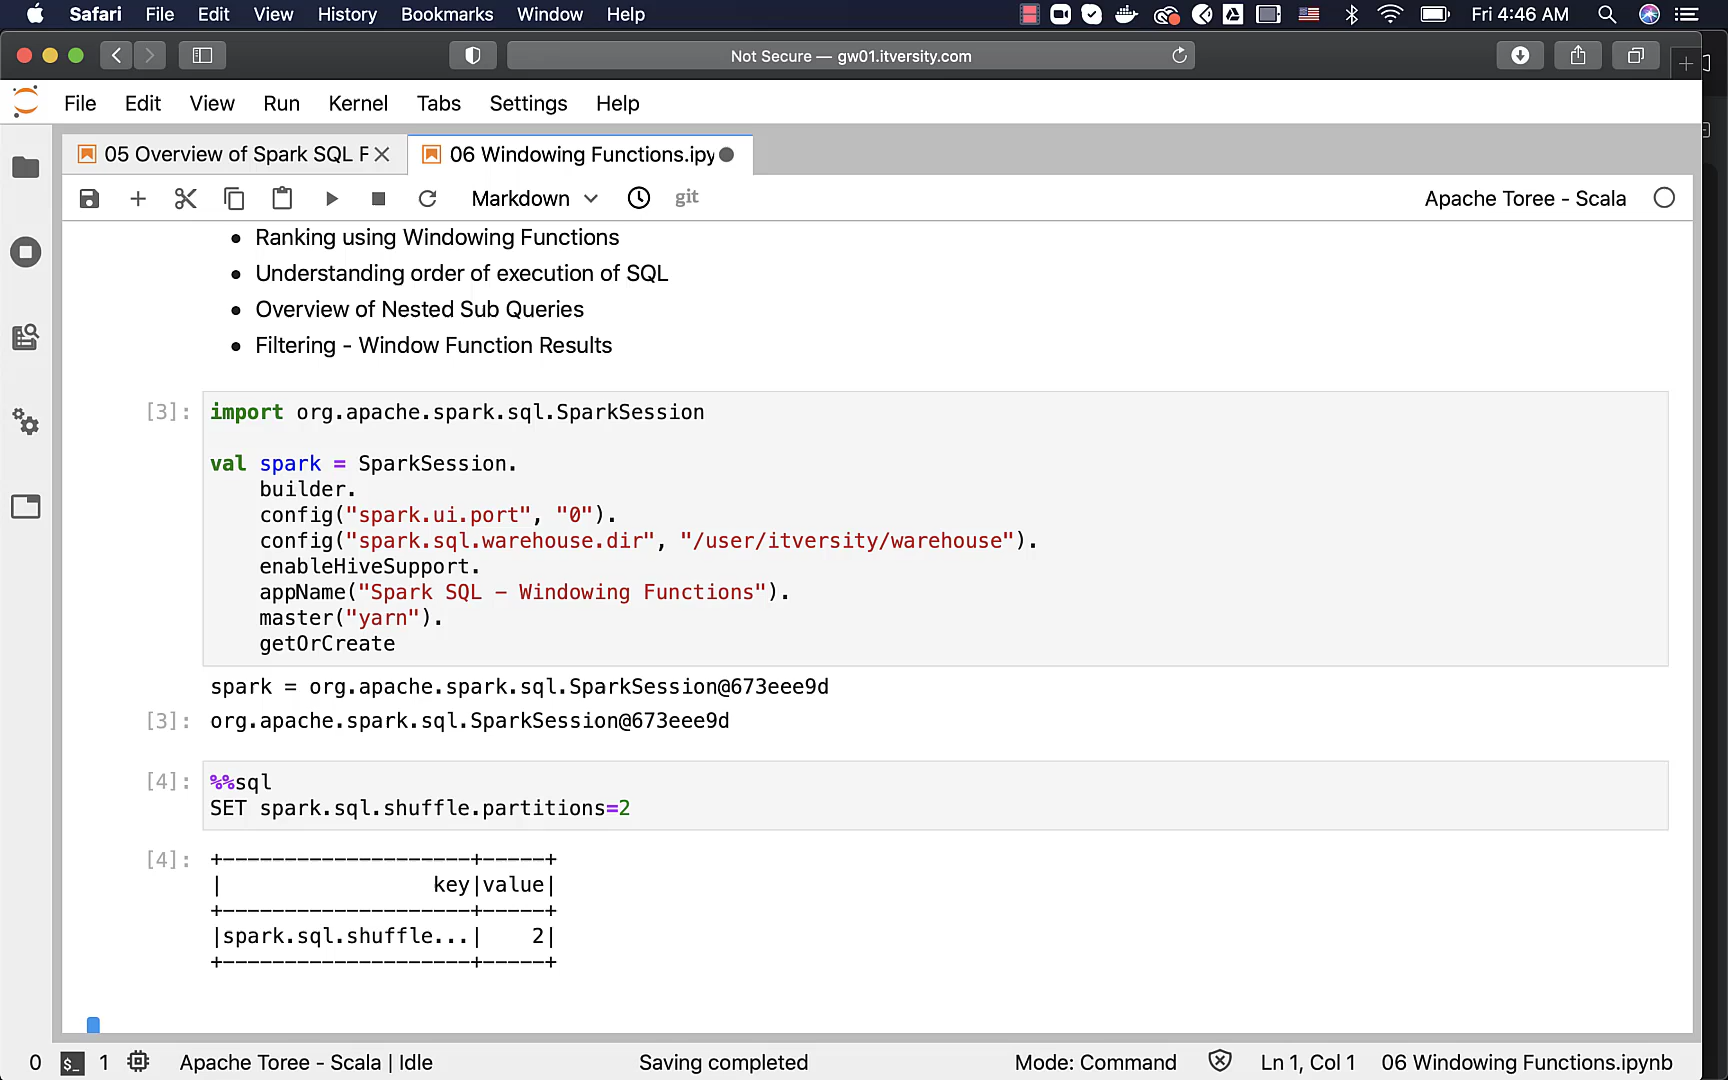 Safari File Edit View History Bookmarks Window Help Fri 4:46 AM
Not Secure — gw01.itversity.com
File Edit View Run Kernel Tabs Settings Help
05 Overview of Spark SQL F 06 Windowing Functions.ipy
Markdown git Apache Toree - Scala
• Ranking using Windowing Functions
• Understanding order of execution of SQL
• Overview of Nested Sub Queries
• Filtering - Window Function Results
[3]: import org.apache.spark.sql.SparkSession
val spark = SparkSession.
builder.
config("spark.ui.port", "0").
config("spark.sql.warehouse.dir", "/user/itversity/warehouse").
enableHiveSupport.
appName("Spark SQL - Windowing Functions").
master("yarn").
getOrCreate
spark = org.apache.spark.sql.SparkSession@673eee9d
[3]: org.apache.spark.sql.SparkSession@673eee9d
[4]: %%sql
SET spark.sql.shuffle.partitions=2
[4]: +--------------------+-----+
|                 key|value|
+--------------------+-----+
|spark.sql.shuffle...|    2|
+--------------------+-----+
0 $_ 1 Apache Toree - Scala | Idle Saving completed Mode: Command Ln 1, Col 1 06 Windowing Functions.ipynb